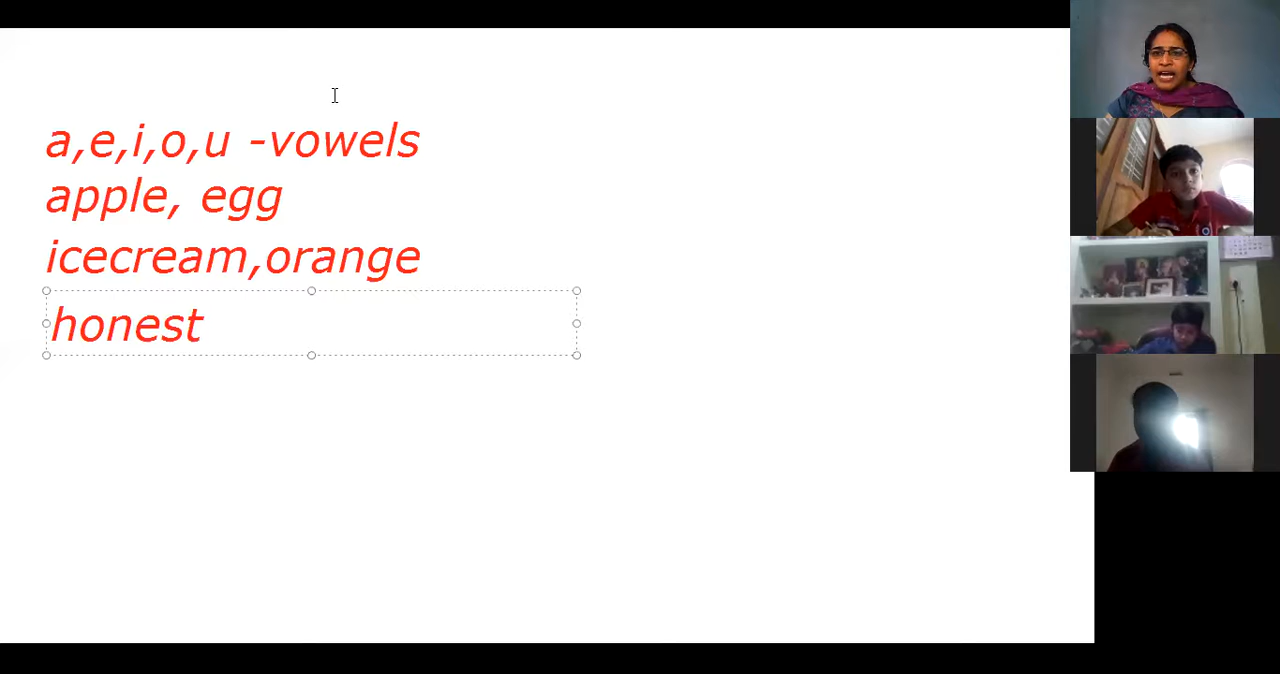 a,e,i,o,u -vowels
apple, egg
icecream,orange
honest